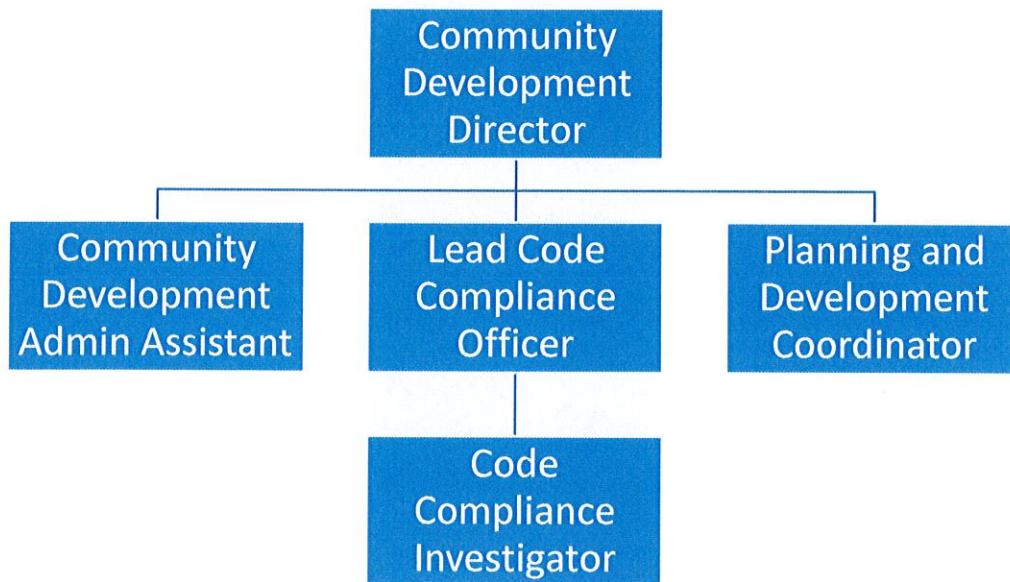 Community
Development
Director
Community
Development
Admin Assistant
Lead Code
Compliance
Officer
Planning and
Development
Coordinator
Code
Compliance
Investigator